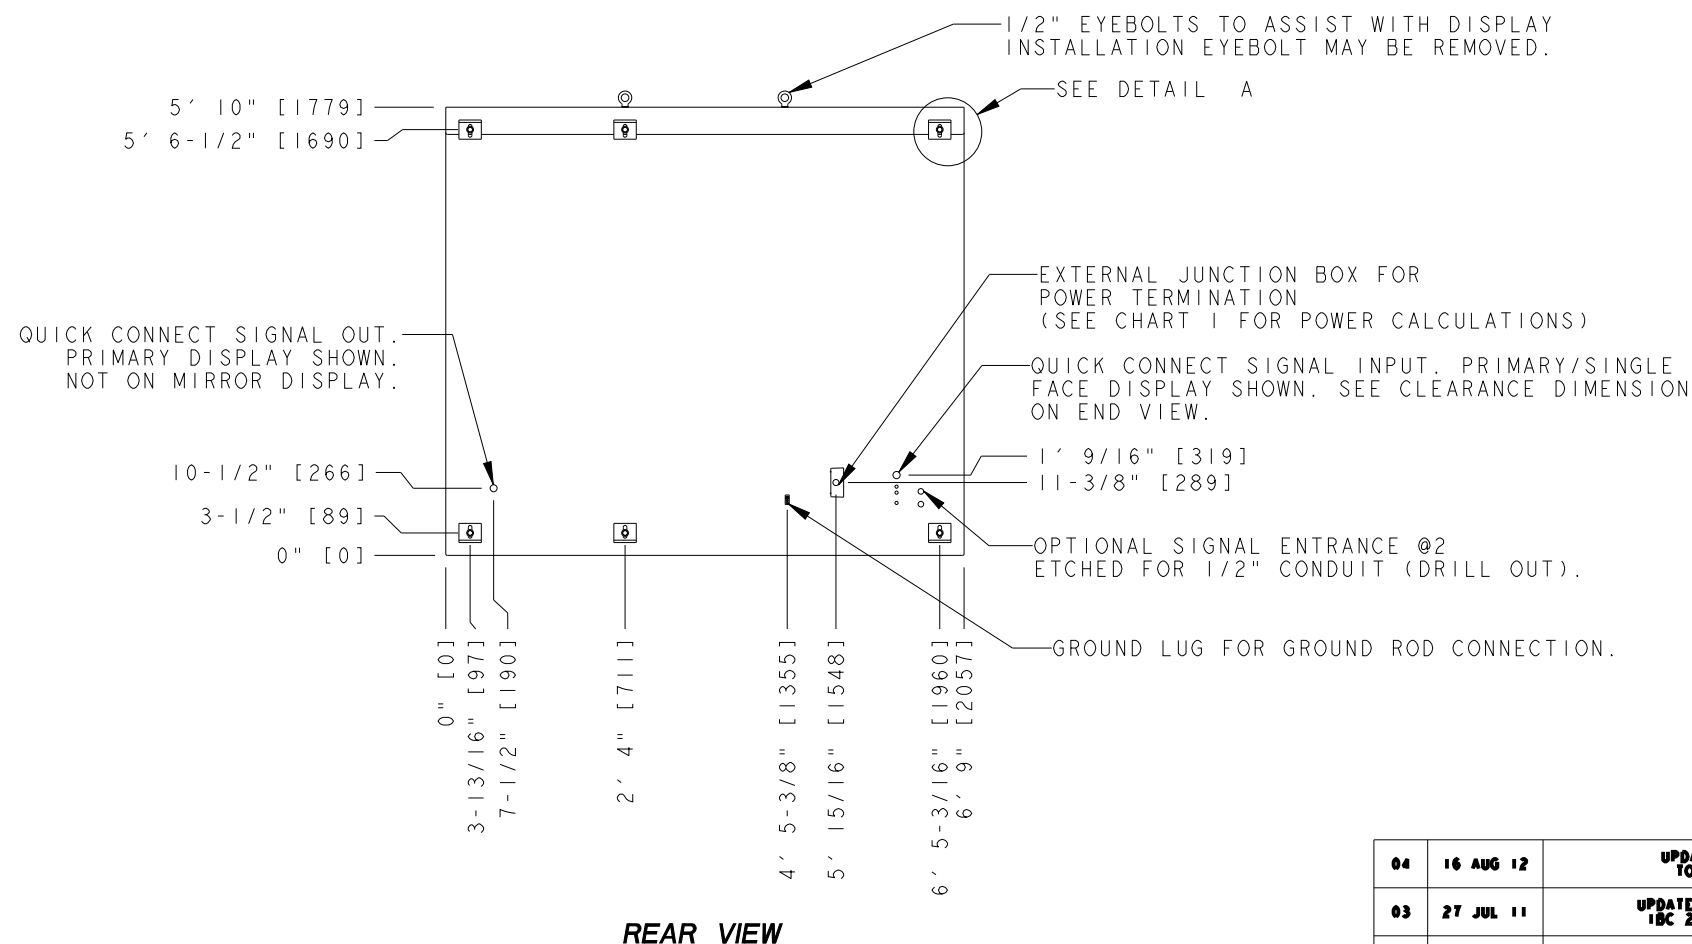 1/2" EYEBOLTS TO ASSIST WITH DISPLAY
INSTALLATION EYEBOLT MAY BE REMOVED.
SEE DETAIL A
5' 10" [1779]
5' 6-1/2" [1690]
EXTERNAL JUNCTION BOX FOR
POWER TERMINATION
(SEE CHART 1 FOR POWER CALCULATIONS)
QUICK CONNECT SIGNAL OUT.
PRIMARY DISPLAY SHOWN.
NOT ON MIRROR DISPLAY.
QUICK CONNECT SIGNAL INPUT. PRIMARY/SINGLE
FACE DISPLAY SHOWN. SEE CLEARANCE DIMENSION
ON END VIEW.
10-1/2" [266]
1' 9/16" [319]
11-3/8" [289]
3-1/2" [89]
0" [0]
OPTIONAL SIGNAL ENTRANCE @2
ETCHED FOR 1/2" CONDUIT (DRILL OUT).
GROUND LUG FOR GROUND ROD CONNECTION.
0" [0]
3-13/16" [97]
7-1/2" [190]
2' 4" [711]
4' 5-3/8" [1355]
5' 15/16" [1548]
6' 5-3/16" [1960]
6' 9" [2057]
REAR VIEW
04 16 AUG 12
TO
03 27 JUL 11
IBC 2